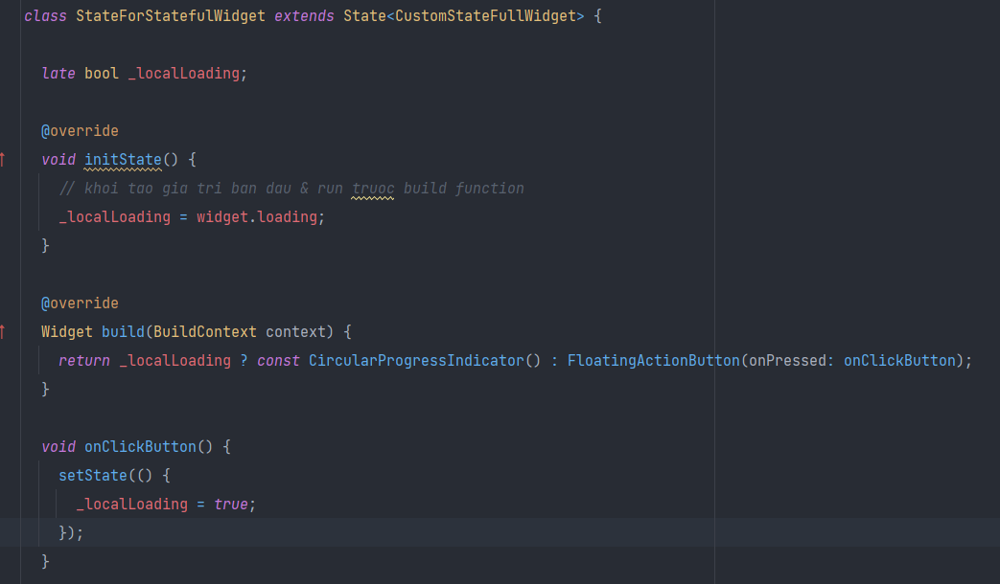 class StateForStatefulWidget extends State<CustomStateFullWidget> {
late bool _localLoading;
@override
void initState() {
// khoi tao gia tri ban dau & run truoc build function
_localLoading = widget.loading;
}
@override
Widget build(BuildContext context) {
return _localLoading ? const CircularProgressIndicator() : FloatingActionButton(onPressed: onClickButton);
}
void onClickButton() {
setState(() {
_localLoading = true;
});
}